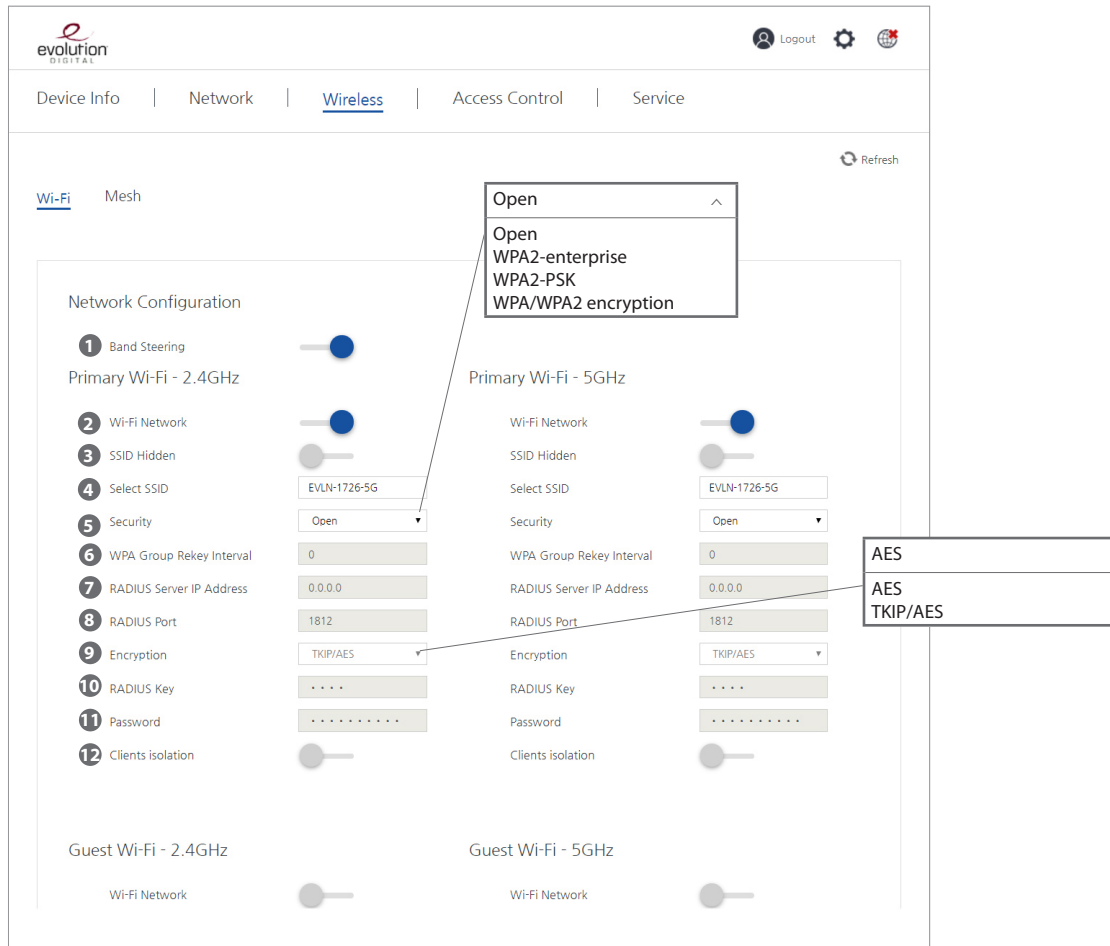 evolution
DIGITAL
Logout
Device Info
Network
Wireless
Access Control
Service
Refresh
Wi-Fi
Mesh
Open
Open
WPA2-enterprise
WPA2-PSK
WPA/WPA2 encryption
Network Configuration
1 Band Steering
Primary Wi-Fi - 2.4GHz
2 Wi-Fi Network
3 SSID Hidden
4 Select SSID EVLN-1726-5G
5 Security Open
6 WPA Group Rekey Interval 0
7 RADIUS Server IP Address 0.0.0.0
8 RADIUS Port 1812
9 Encryption TKIP/AES
10 RADIUS Key • • • •
11 Password • • • • • • • • • •
12 Clients isolation
Primary Wi-Fi - 5GHz
Wi-Fi Network
SSID Hidden
Select SSID EVLN-1726-5G
Security Open
WPA Group Rekey Interval 0
RADIUS Server IP Address 0.0.0.0
RADIUS Port 1812
Encryption TKIP/AES
RADIUS Key • • • •
Password • • • • • • • • • •
Clients isolation
AES
AES
TKIP/AES
Guest Wi-Fi - 2.4GHz
Wi-Fi Network
Guest Wi-Fi - 5GHz
Wi-Fi Network